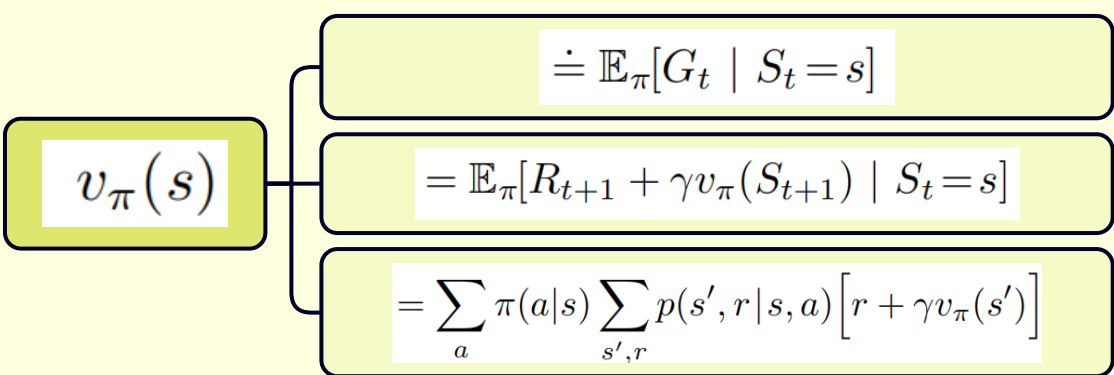 v_π(s)
≐ 𝔼_π[G_t | S_t=s]
= 𝔼_π[R_{t+1} + γv_π(S_{t+1}) | S_t=s]
= ∑_a π(a|s) ∑_{s′,r} p(s′,r|s,a)[r + γv_π(s′)]